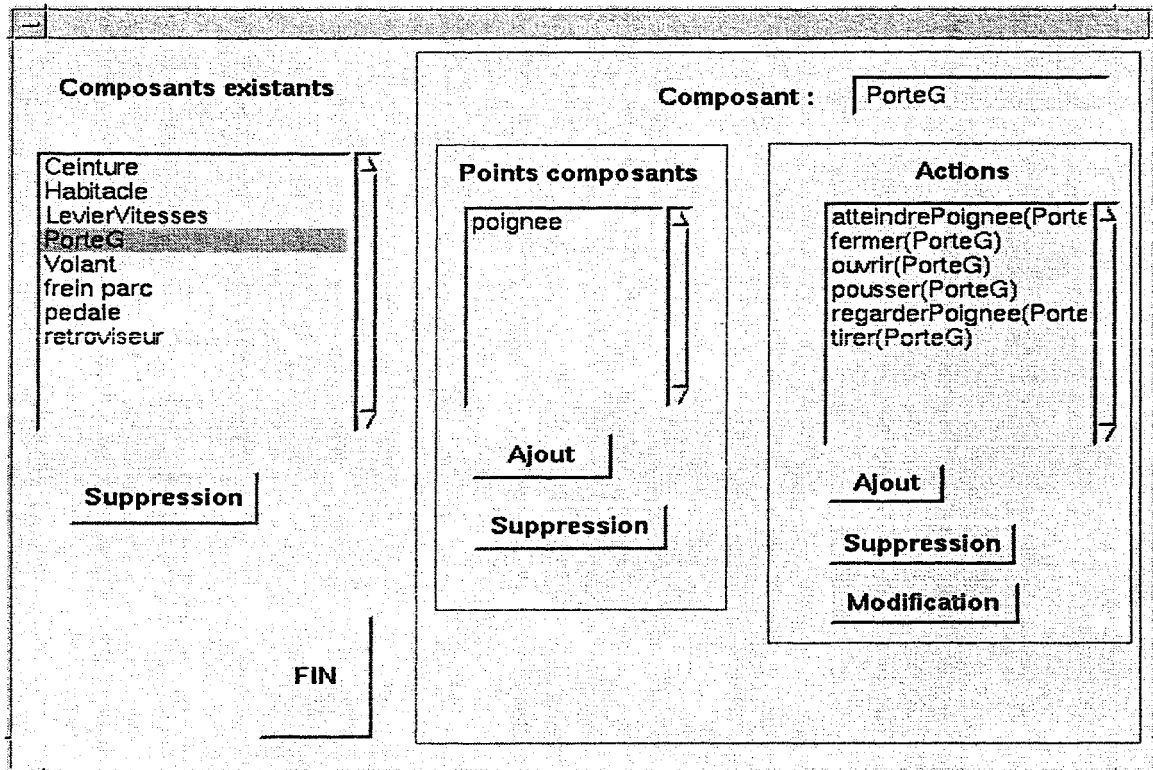 Composants existants
Ceinture
Habitacle
LevierVitesses
PorteG
Volant
frein parc
pedale
retroviseur
Suppression
FIN
Composant : PorteG
Points composants
poignee
Ajout
Suppression
Actions
atteindrePoignee(Porte
fermer(PorteG)
ouvrir(PorteG)
pousser(PorteG)
regarderPoignee(Porte
tirer(PorteG)
Ajout
Suppression
Modification